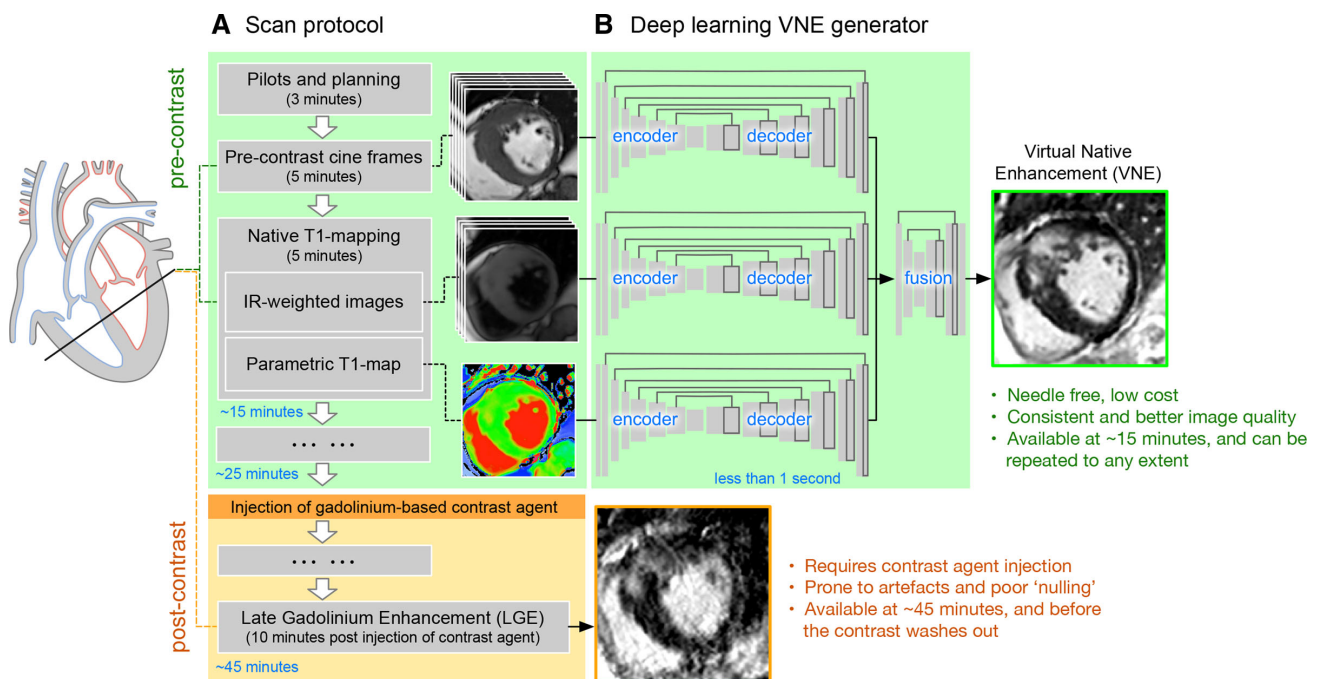 A Scan protocol
B Deep learning VNE generator
pre-contrast
Pilots and planning
(3 minutes)
Pre-contrast cine frames
(5 minutes)
Native T1-mapping
(5 minutes)
IR-weighted images
Parametric T1-map
~15 minutes
... ...
~25 minutes
encoder
decoder
encoder
decoder
encoder
decoder
less than 1 second
fusion
Virtual Native
Enhancement (VNE)
• Needle free, low cost
• Consistent and better image quality
• Available at ~15 minutes, and can be
repeated to any extent
post-contrast
Injection of gadolinium-based contrast agent
... ...
Late Gadolinium Enhancement (LGE)
(10 minutes post injection of contrast agent)
~45 minutes
• Requires contrast agent injection
• Prone to artefacts and poor ‘nulling’
• Available at ~45 minutes, and before
the contrast washes out